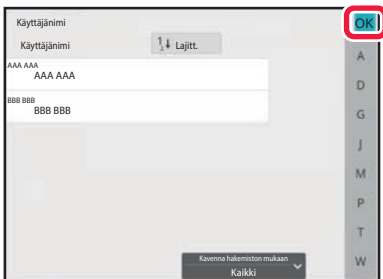 Käyttäjänimi
OK
Käyttäjänimi
Lajitt.
AAA AAA
AAA AAA
BBB BBB
BBB BBB
A
D
G
J
M
P
T
W
Kavenna hakemiston mukaan
Kaikki